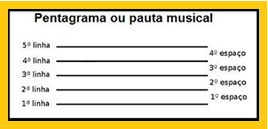 Pentagrama ou pauta musical
5ª linha
4º espaço
4ª linha
3º espaço
3ª linha
2º espaço
2ª linha
1º espaço
1ª linha